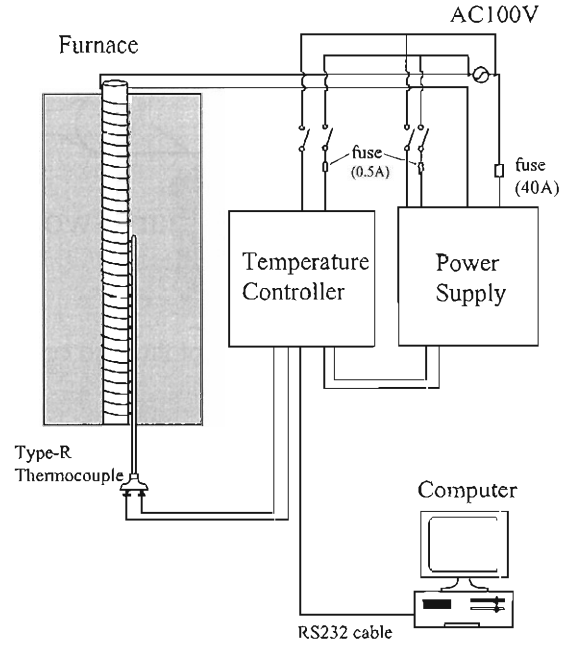 AC100V
Furnace
fuse
(0.5A)
fuse
(40A)
Temperature
Controller
Power
Supply
Type-R
Thermocouple
Computer
RS232 cable